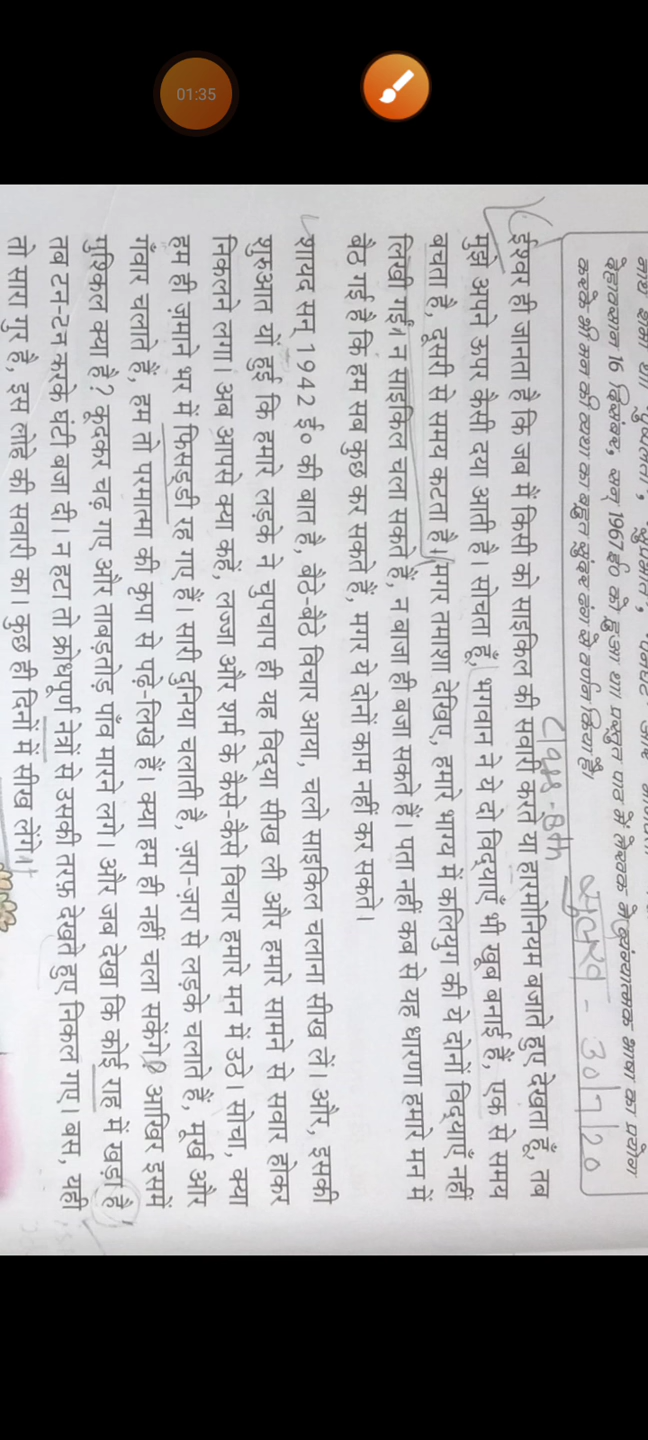 01:35
देहावसान 16 दिसंबर, सन् 1967 ई० को हुआ था। प्रस्तुत पाठ में लेखक ने व्यंग्यात्मक भाषा का प्रयोग
करके भी मन की व्यथा का बहुत सुंदर ढंग से वर्णन किया है।
Class - 8th
30/7/20
ईश्वर ही जानता है कि जब मैं किसी को साइकिल की सवारी करते या हारमोनियम बजाते हुए देखता हूँ, तब
मुझे अपने ऊपर कैसी दया आती है। सोचता हूँ, भगवान ने ये दो विद्याएँ भी खूब बनाई हैं, एक से समय
बचता है, दूसरी से समय कटता है। मगर तमाशा देखिए, हमारे भाग्य में कलियुग की ये दोनों विद्याएँ नहीं
लिखी गईं। न साइकिल चला सकते हैं, न बाजा ही बजा सकते हैं। पता नहीं कब से यह धारणा हमारे मन में
बैठ गई है कि हम सब कुछ कर सकते हैं, मगर ये दोनों काम नहीं कर सकते।
शायद सन् 1942 ई० की बात है, बैठे-बैठे विचार आया, चलो साइकिल चलाना सीख लें। और, इसकी
शुरुआत यों हुई कि हमारे लड़के ने चुपचाप ही यह विद्या सीख ली और हमारे सामने से सवार होकर
निकलने लगा। अब आपसे क्या कहें, लज्जा और शर्म के कैसे-कैसे विचार हमारे मन में उठे। सोचा, क्या
हम ही ज़माने भर में फिसड्डी रह गए हैं। सारी दुनिया चलाती है, ज़रा-ज़रा से लड़के चलाते हैं, मूर्ख और
गँवार चलाते हैं, हम तो परमात्मा की कृपा से पढ़े-लिखे हैं। क्या हम ही नहीं चला सकेंगे? आखिर इसमें
मुश्किल क्या है? कूदकर चढ़ गए और ताबड़तोड़ पाँव मारने लगे। और जब देखा कि कोई राह में खड़ा है
तब टन-टन करके घंटी बजा दी। न हटा तो क्रोधपूर्ण नेत्रों से उसकी तरफ़ देखते हुए निकल गए। बस, यही
तो सारा गुर है, इस लोहे की सवारी का। कुछ ही दिनों में सीख लेंगे।